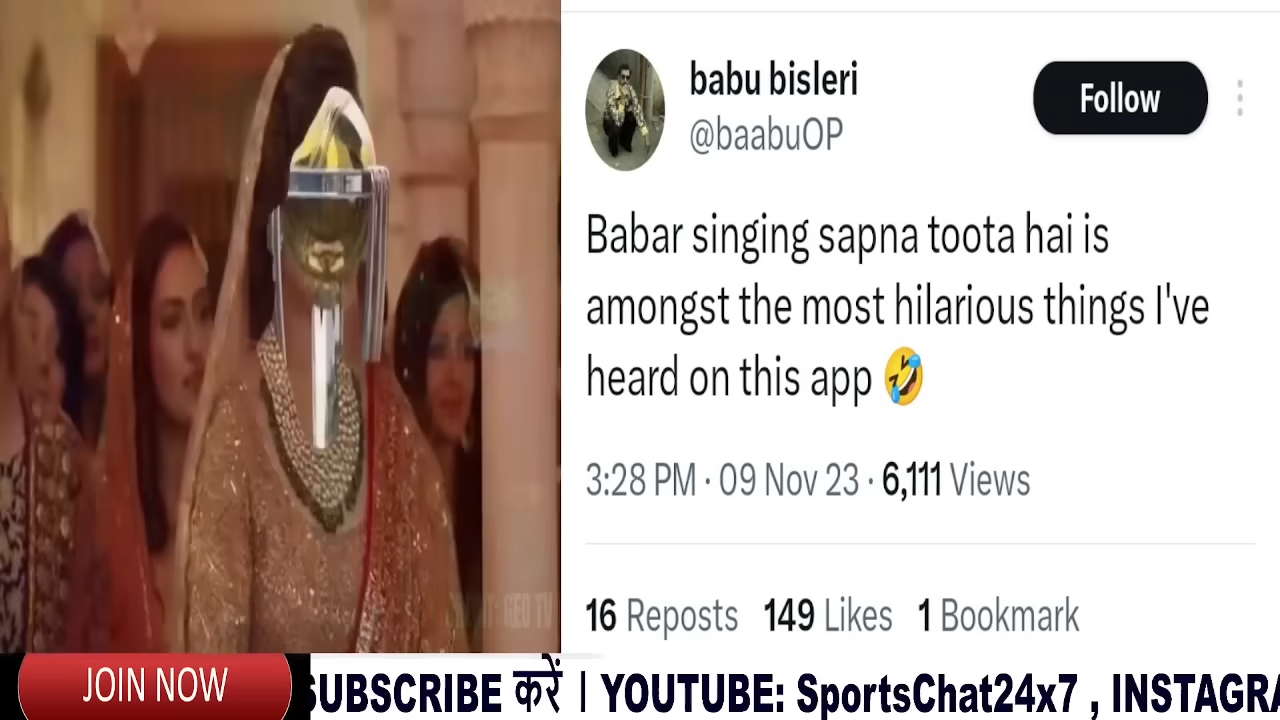 babu bisleri
@baabuOP
Follow
Babar singing sapna toota hai is
amongst the most hilarious things I've
heard on this app 🤣
3:28 PM · 09 Nov 23 · 6,111 Views
16 Reposts 149 Likes 1 Bookmark
GEO TV
JOIN NOW
SUBSCRIBE करें | YOUTUBE: SportsChat24x7 , INSTAGRA